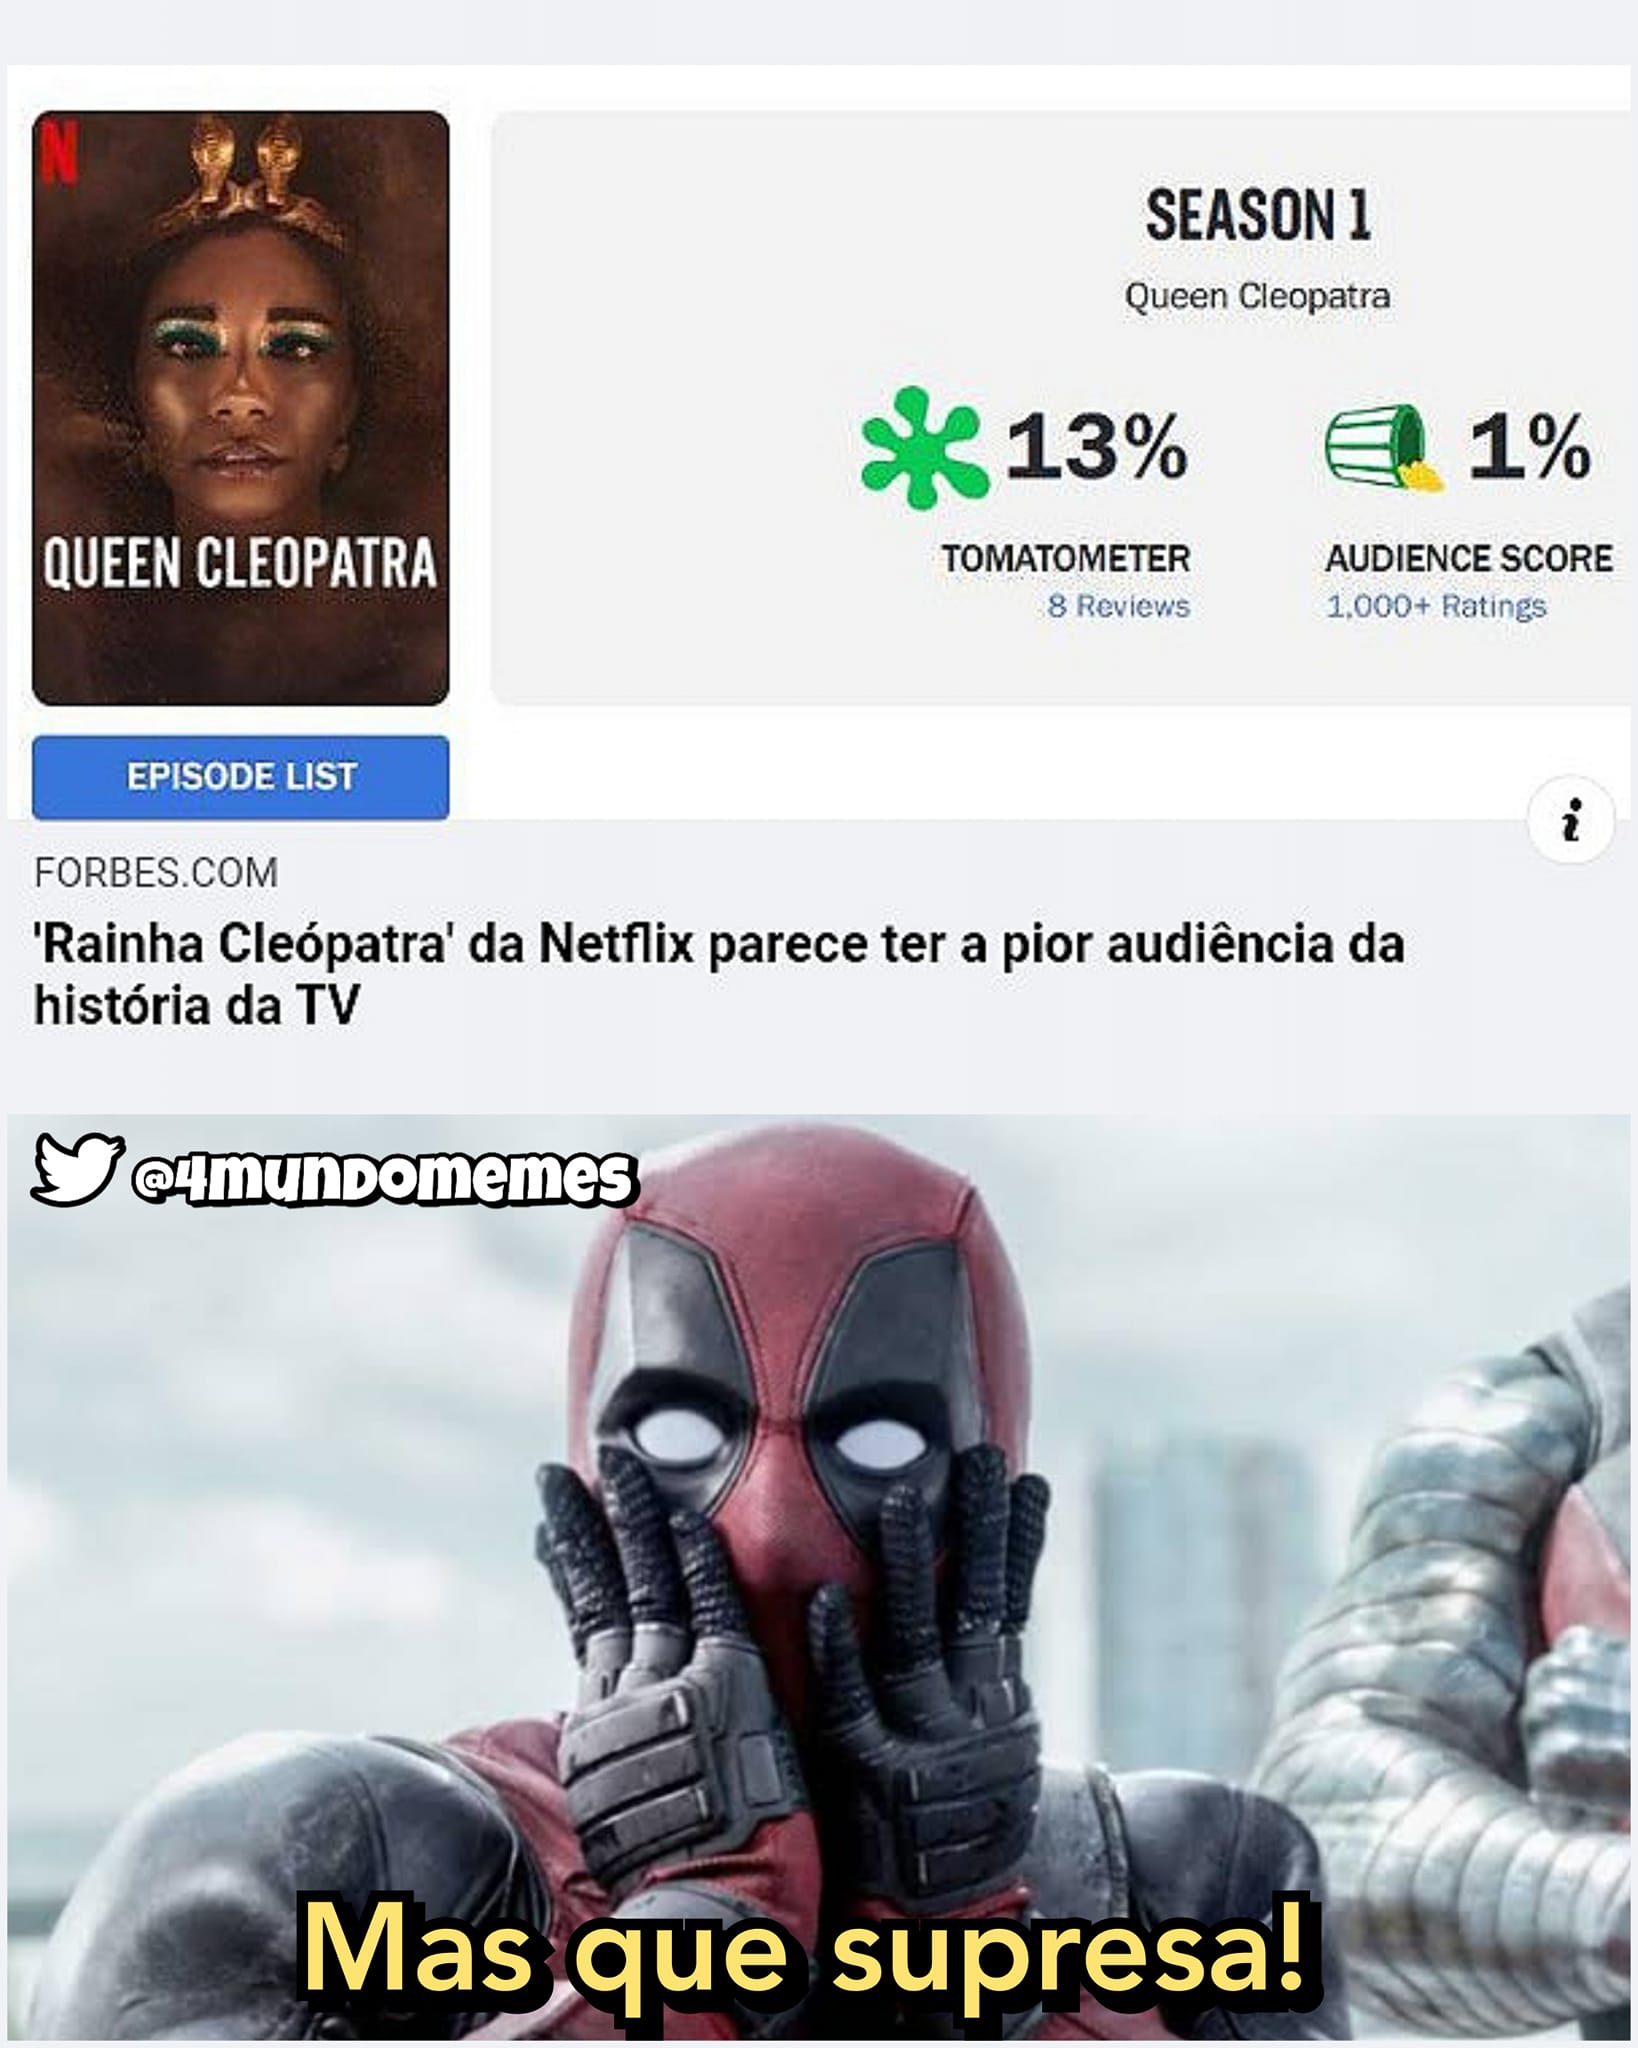 N
QUEEN CLEOPATRA
SEASON 1
Queen Cleopatra
13%
1%
TOMATOMETER
AUDIENCE SCORE
8 Reviews
1,000+ Ratings
EPISODE LIST
i
FORBES.COM
'Rainha Cleópatra' da Netflix parece ter a pior audiência da
história da TV
@4mundomemes
Mas que supresa!